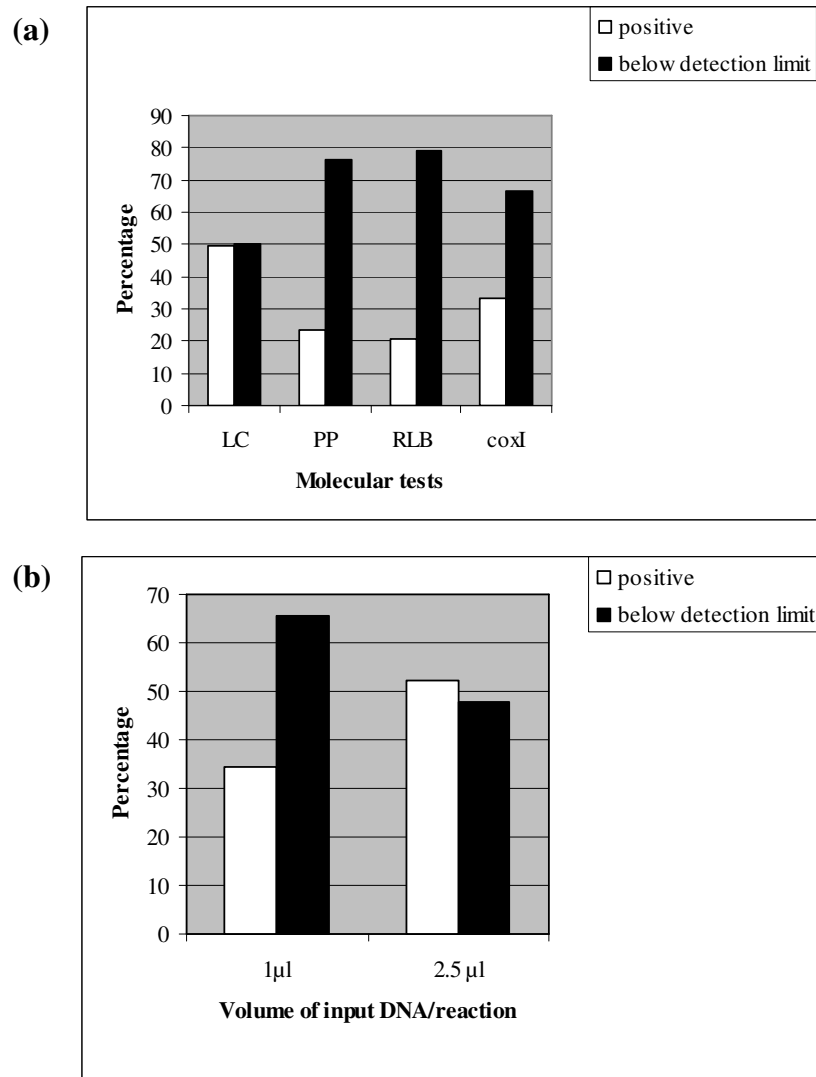 (a)
positive
below detection limit
90
80
70
60
50
40
30
20
10
0
Percentage
LC PP RLB coxI
Molecular tests
(b)
positive
below detection limit
70
60
50
40
30
20
10
0
Percentage
1µl 2.5 µl
Volume of input DNA/reaction